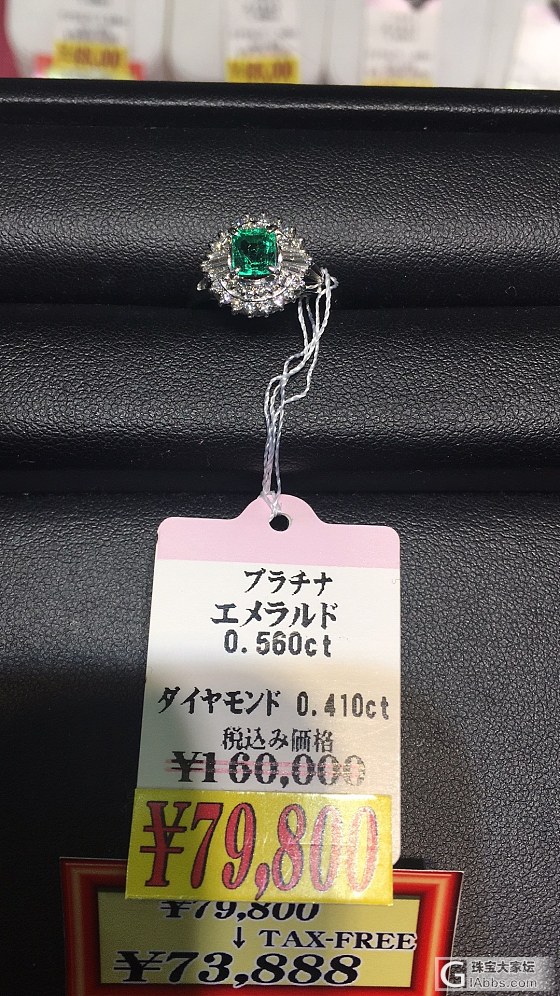 プラチナ
エメラルド
0.560ct
ダイヤモンド 0.410ct
税込み価格
¥160,000
¥79,800
¥79,800
↓ TAX-FREE
¥73,888
珠宝大家坛
GIAbbs.com